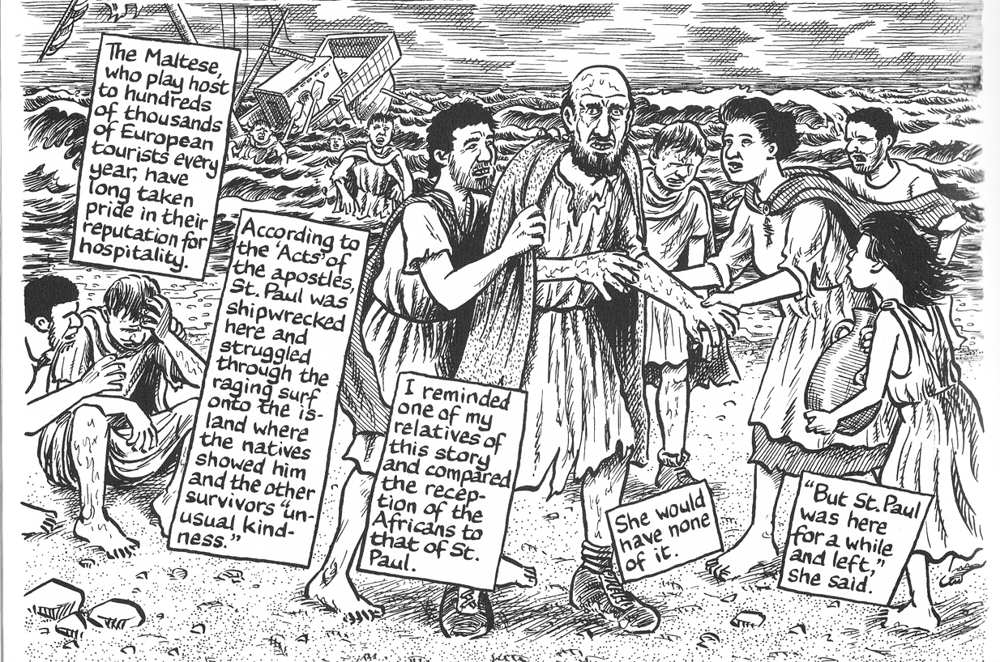 The Maltese,
who play host
to hundreds
of thousands
of European
tourists every
year, have
long taken
pride in their
reputation for
hospitality.
According to
the 'Acts' of
the apostles,
St. Paul was
shipwrecked
here and
struggled
through the
raging surf
onto the is-
land where
the natives
showed him
and the other
survivors "un-
usual kind-
ness."
I reminded
one of my
relatives of
this story
and compared
the recep-
tion of the
Africans to
that of St.
Paul.
She would
have none
of it.
"But St. Paul
was here
for a while
and left,"
she said.